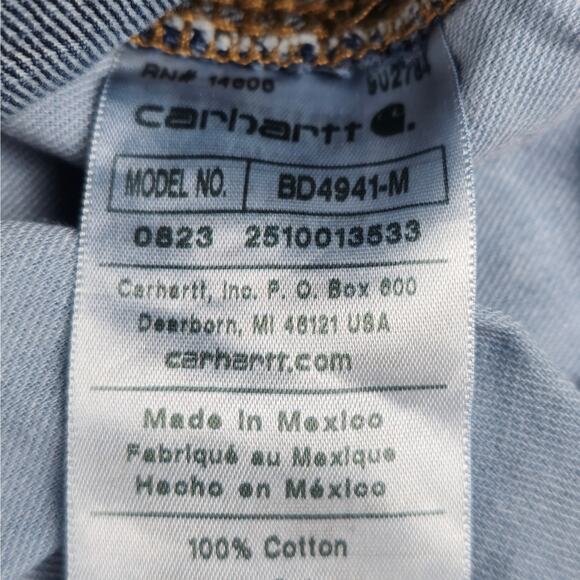 RN# 14806 902784
carhartt
MODEL NO. BD4941-M
0823 2510013533
Carhartt, Inc. P. O. Box 600
Dearborn, MI 48121 USA
carhartt.com
Made in Mexico
Fabriqué au Mexique
Hecho en México
100% Cotton